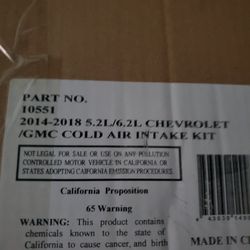 PART NO.
10551
2014-2018 5.2L/6.2L CHEVROLET
/GMC COLD AIR INTAKE KIT
NOT LEGAL FOR SALE OR USE ON ANY POLLUTION
CONTROLLED MOTOR VEHICLE IN CALIFORNIA OR
STATES ADOPTING CAIFORNIA EMISSION PROCEDURES.
California Proposition
65 Warning
WARNING: This product contains
chemicals known to the state of
California to cause cancer, and birth
MADE IN C